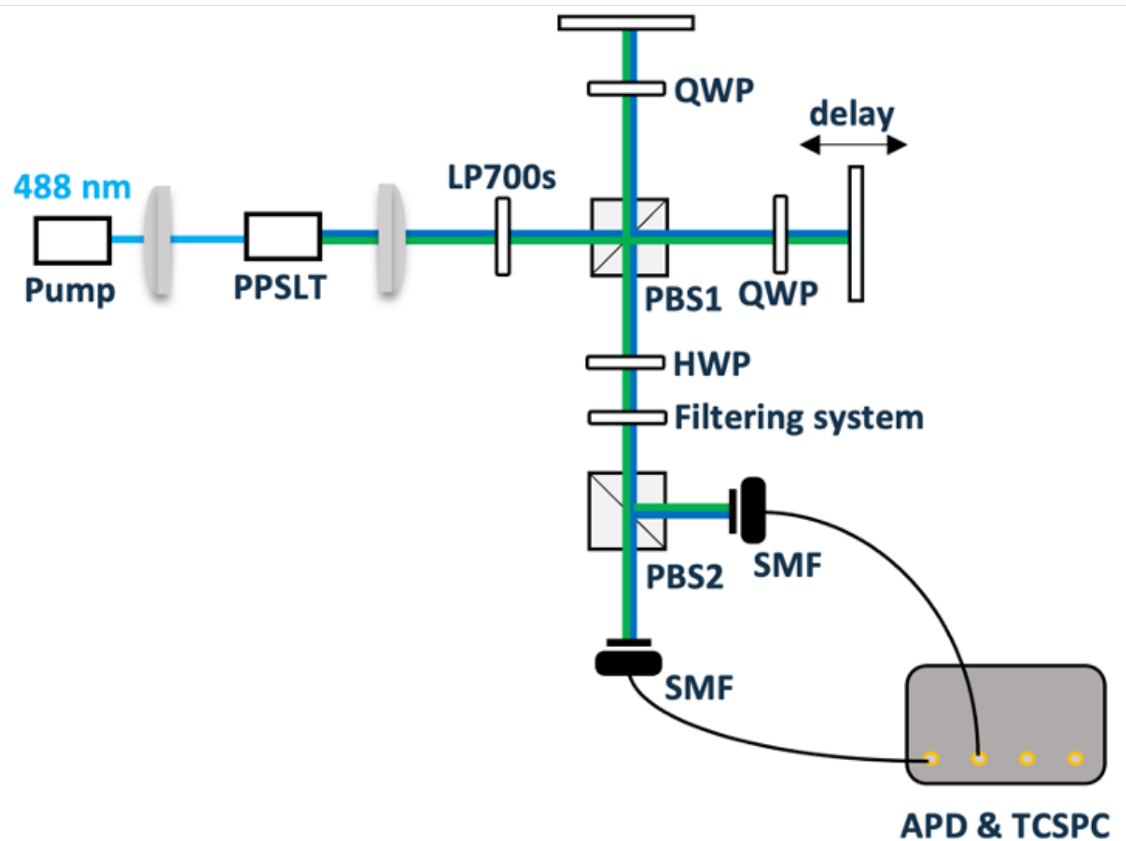 QWP
delay
488 nm
LP700s
Pump
PPSLT
PBS1
QWP
HWP
Filtering system
PBS2
SMF
SMF
APD & TCSPC